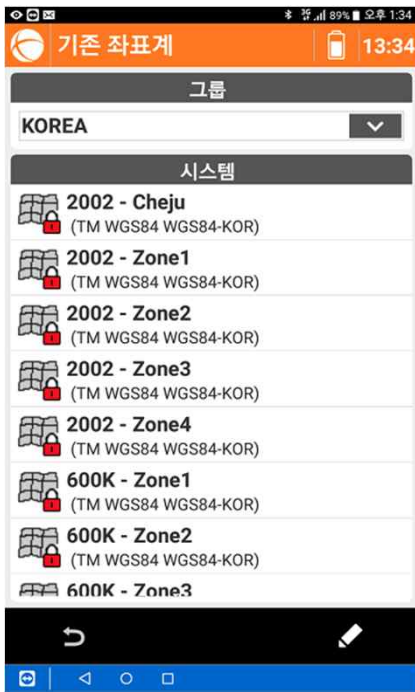 89% 오후 1:34
기존 좌표계 13:34
그룹
KOREA
시스템
2002 - Cheju
(TM WGS84 WGS84-KOR)
2002 - Zone1
(TM WGS84 WGS84-KOR)
2002 - Zone2
(TM WGS84 WGS84-KOR)
2002 - Zone3
(TM WGS84 WGS84-KOR)
2002 - Zone4
(TM WGS84 WGS84-KOR)
600K - Zone1
(TM WGS84 WGS84-KOR)
600K - Zone2
(TM WGS84 WGS84-KOR)
600K - Zone3